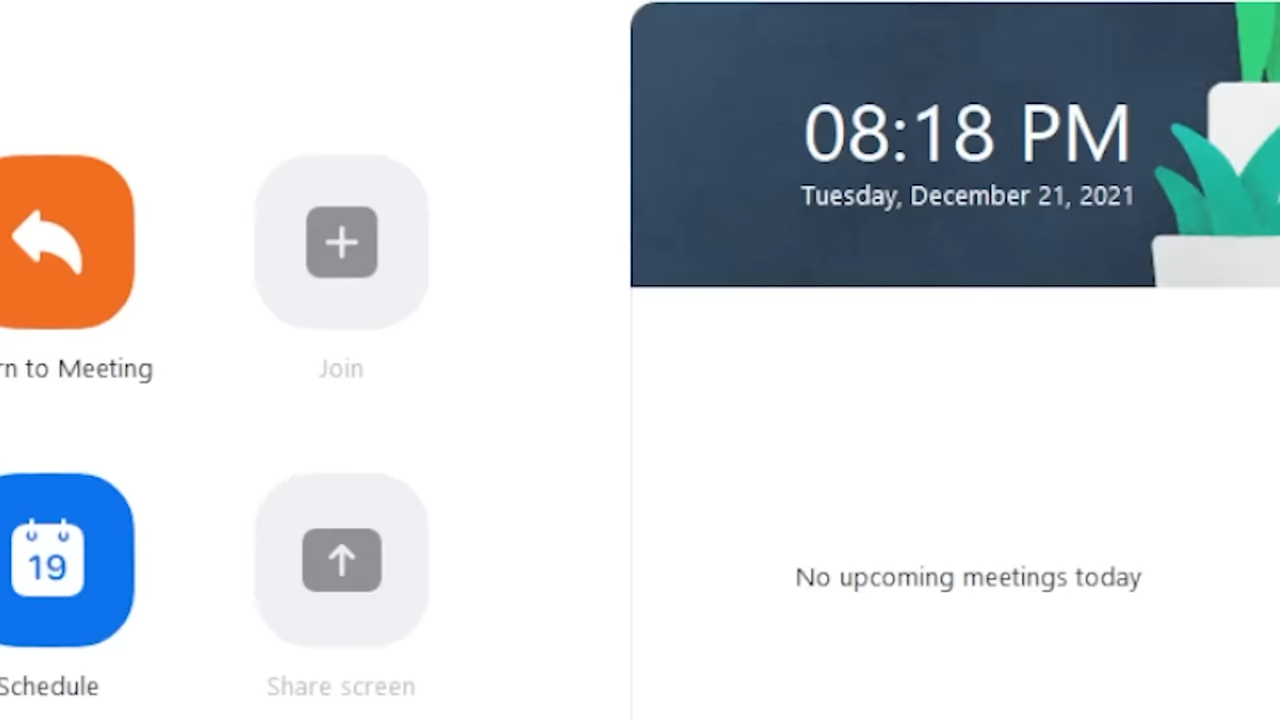 08:18 PM
Tuesday, December 21, 2021
rn to Meeting
Join
19
Schedule
Share screen
No upcoming meetings today